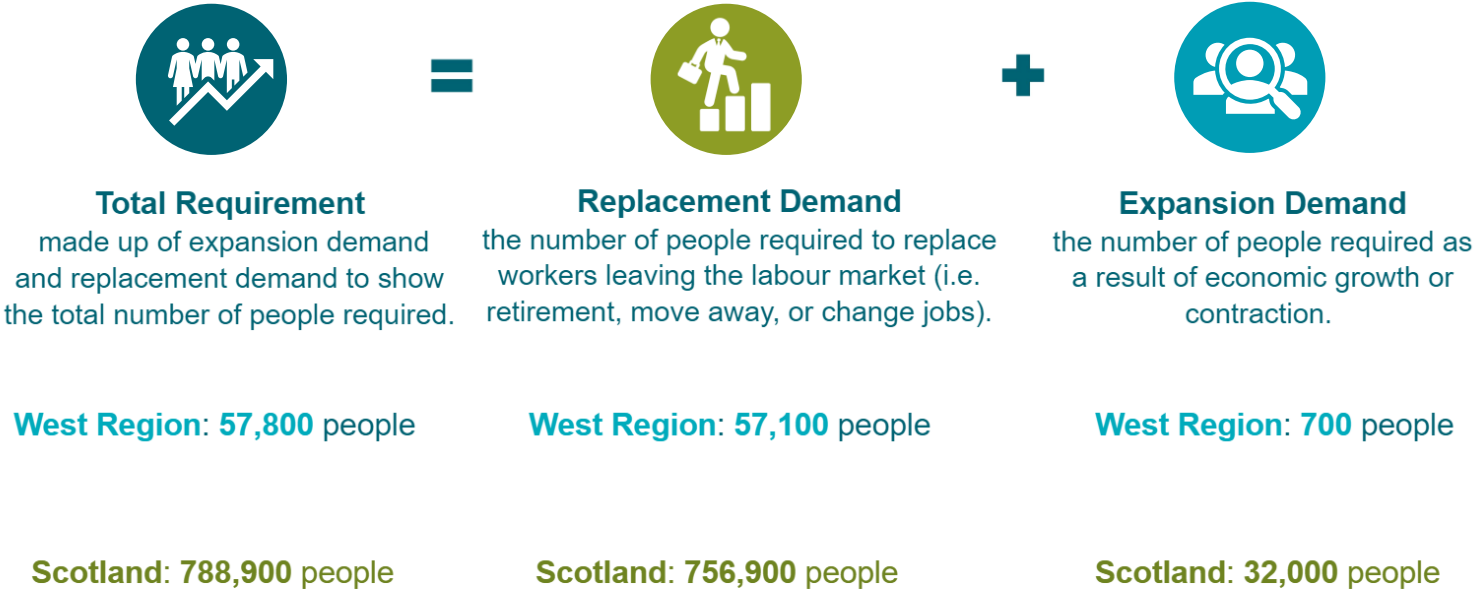 =
+
Total Requirement
made up of expansion demand
and replacement demand to show
the total number of people required.
Replacement Demand
the number of people required to replace
workers leaving the labour market (i.e.
retirement, move away, or change jobs).
Expansion Demand
the number of people required as
a result of economic growth or
contraction.
West Region: 57,800 people
West Region: 57,100 people
West Region: 700 people
Scotland: 788,900 people
Scotland: 756,900 people
Scotland: 32,000 people